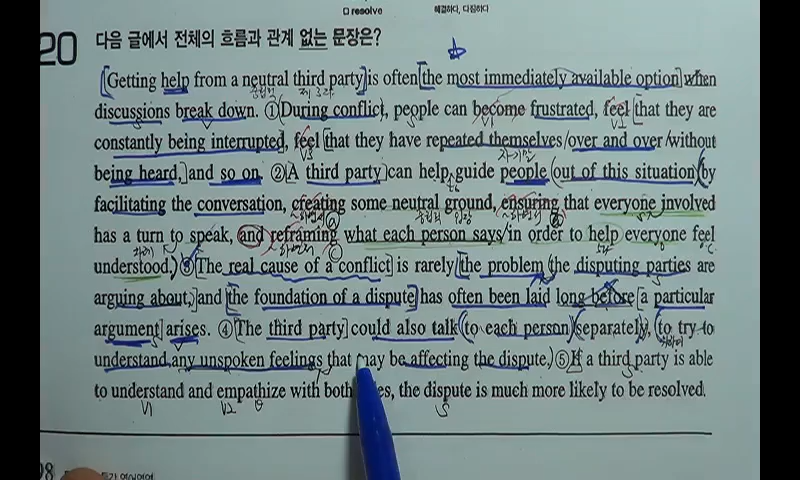 □ resolve 해결하다, 다짐하다
20 다음 글에서 전체의 흐름과 관계 없는 문장은?
Getting help from a neutral third party is often the most immediately available option when
discussions break down. ① During conflict, people can become frustrated, feel that they are
constantly being interrupted, feel that they have repeated themselves over and over without
being heard, and so on. ② A third party can help guide people out of this situation by
facilitating the conversation, creating some neutral ground, ensuring that everyone involved
has a turn to speak, and reframing what each person says in order to help everyone feel
understood. ③ The real cause of a conflict is rarely the problem the disputing parties are
arguing about, and the foundation of a dispute has often been laid long before a particular
argument arises. ④ The third party could also talk to each person separately, to try to
understand any unspoken feelings that may be affecting the dispute. ⑤ If a third party is able
to understand and empathize with both the dispute is much more likely to be resolved.
98